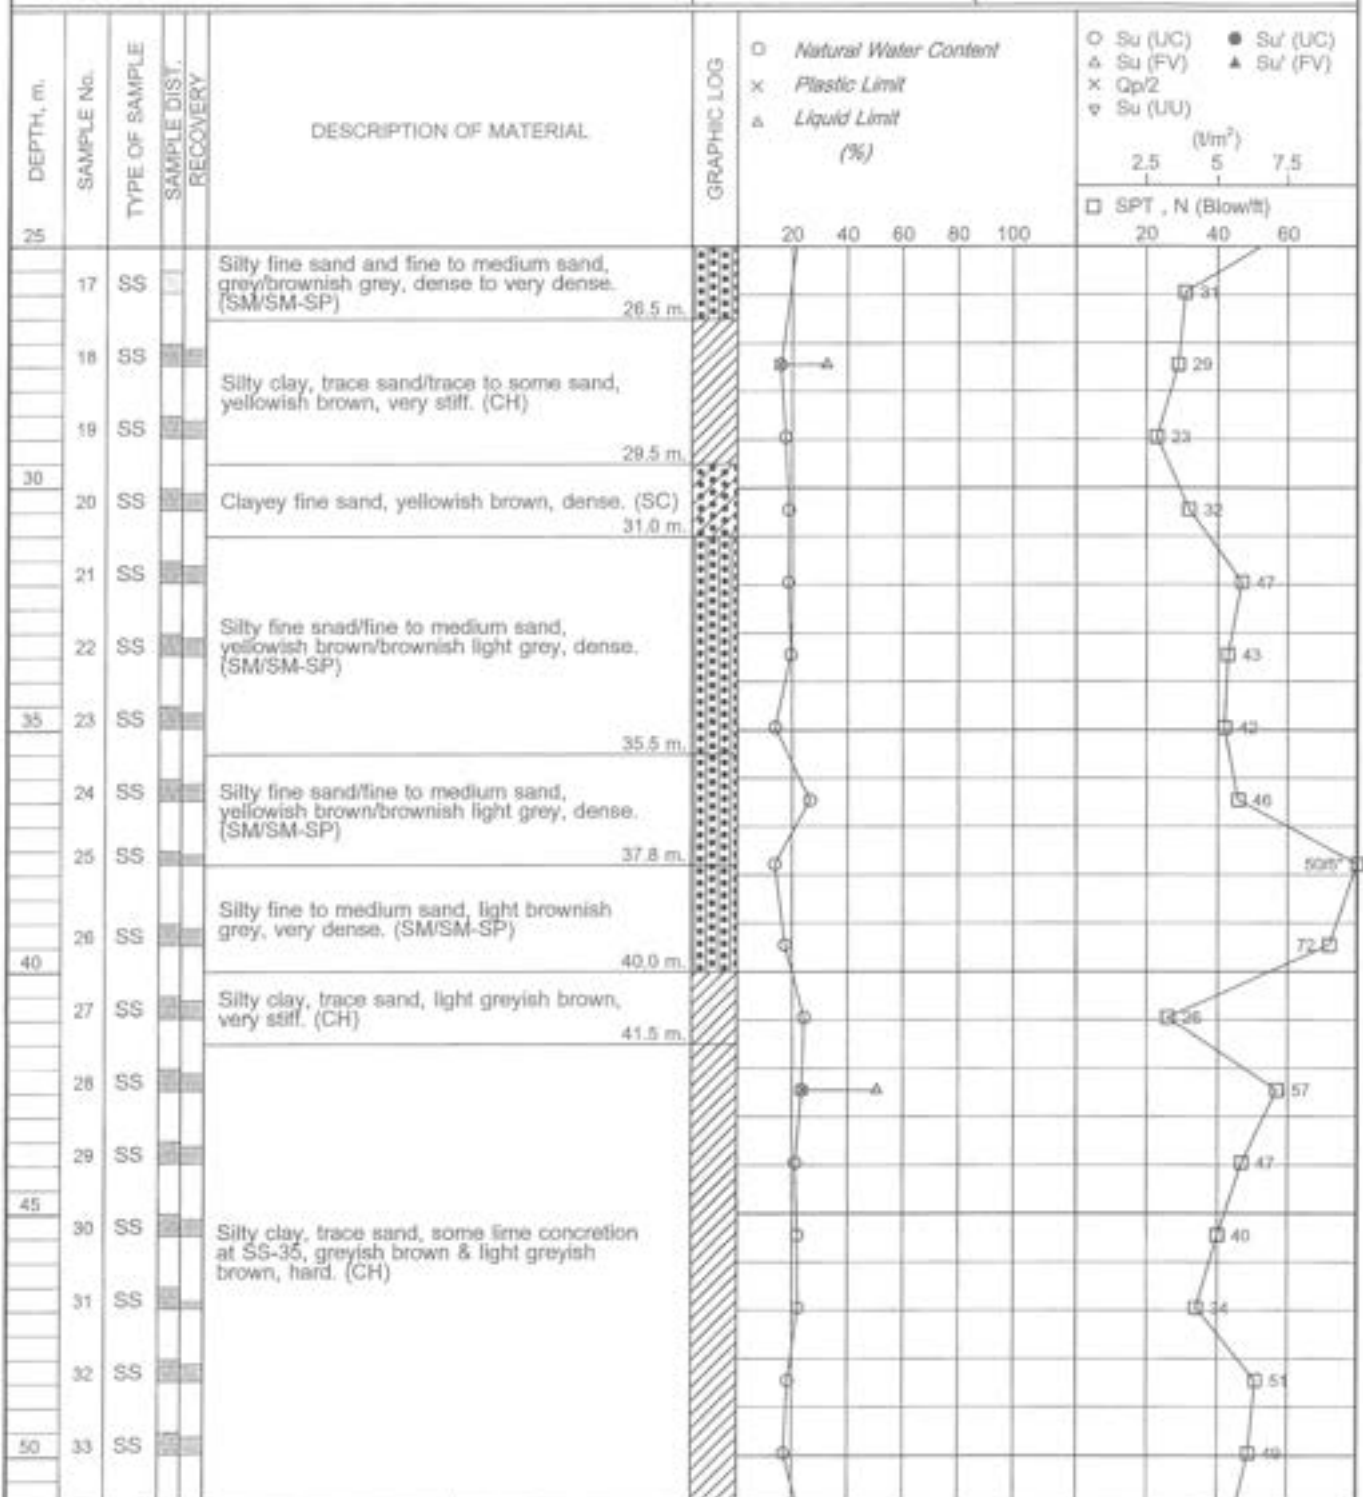 DEPTH, m.
SAMPLE No.
TYPE OF SAMPLE
SAMPLE DIST.
RECOVERY
DESCRIPTION OF MATERIAL
GRAPHIC LOG
Natural Water Content
Plastic Limit
Liquid Limit
(%)
20 40 60 80 100
Su (UC) Su' (UC)
Su (FV) Su' (FV)
Qp/2
Su (UU)
(t/m²)
2.5 5 7.5
SPT , N (Blow/ft)
20 40 60
25
17 SS
Silty fine sand and fine to medium sand,
grey/brownish grey, dense to very dense.
(SM/SM-SP)
26.5 m.
31
18 SS
29
Silty clay, trace sand/trace to some sand,
yellowish brown, very stiff. (CH)
19 SS
23
29.5 m.
30
20 SS
Clayey fine sand, yellowish brown, dense. (SC)
31.0 m.
32
21 SS
47
Silty fine snad/fine to medium sand,
yellowish brown/brownish light grey, dense.
(SM/SM-SP)
22 SS
43
35
23 SS
42
35.5 m.
24 SS
Silty fine sand/fine to medium sand,
yellowish brown/brownish light grey, dense.
(SM/SM-SP)
46
25 SS
37.8 m.
50/5"
Silty fine to medium sand, light brownish
grey, very dense. (SM/SM-SP)
26 SS
72
40
40.0 m.
27 SS
Silty clay, trace sand, light greyish brown,
very stiff. (CH)
41.5 m.
26
28 SS
57
29 SS
47
45
30 SS
40
Silty clay, trace sand, some lime concretion
at SS-35, greyish brown & light greyish
brown, hard. (CH)
31 SS
34
32 SS
51
50
33 SS
49